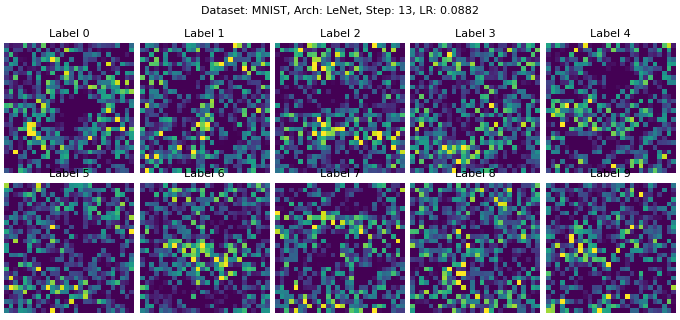 Dataset: MNIST, Arch: LeNet, Step: 13, LR: 0.0882
Label 0 Label 1 Label 2 Label 3 Label 4
Label 5 Label 6 Label 7 Label 8 Label 9